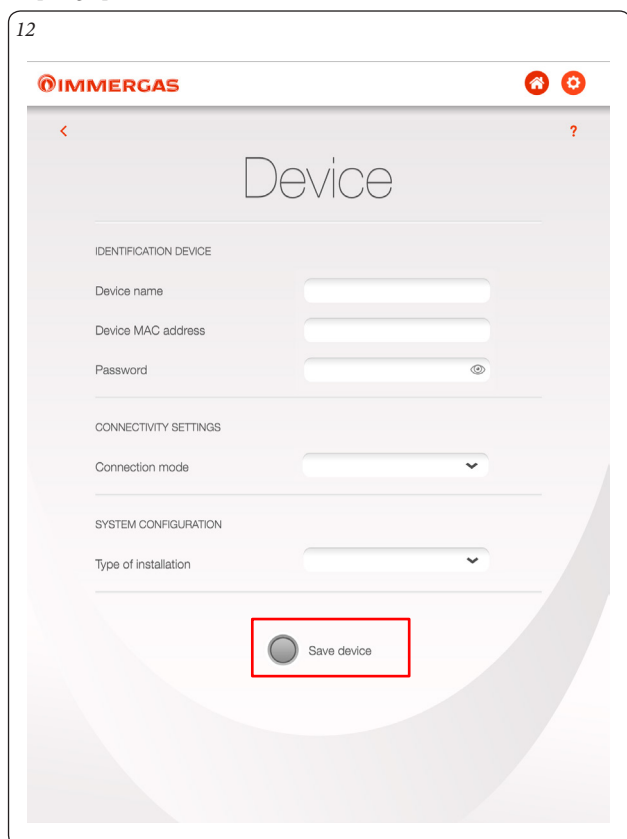 12
IMMERGAS
?
Device
IDENTIFICATION DEVICE
Device name
Device MAC address
Password
CONNECTIVITY SETTINGS
Connection mode
SYSTEM CONFIGURATION
Type of installation
Save device